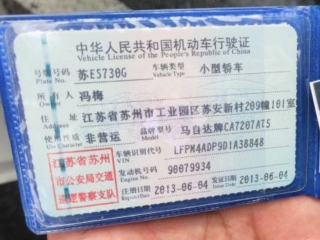 中华人民共和国机动车行驶证
Vehicle License of the People's Republic of China
号牌号码 苏E5730G 车辆类型 小型轿车
Plate No. Vehicle Type
所有人 冯梅
Owner
住址 江苏省苏州市工业园区苏安新村209幢101室
Address
使用性质 非营运 品牌型号 马自达牌CA7207AT5
Use Character Model
江苏省苏州
市公安局交通
巡逻警察支队
车辆识别代号 LFPM4ADP9D1A38848
VIN
发动机号码 90079934
Engine No.
注册日期 2013-06-04 发证日期 2013-06-04
Register Date Issue Date